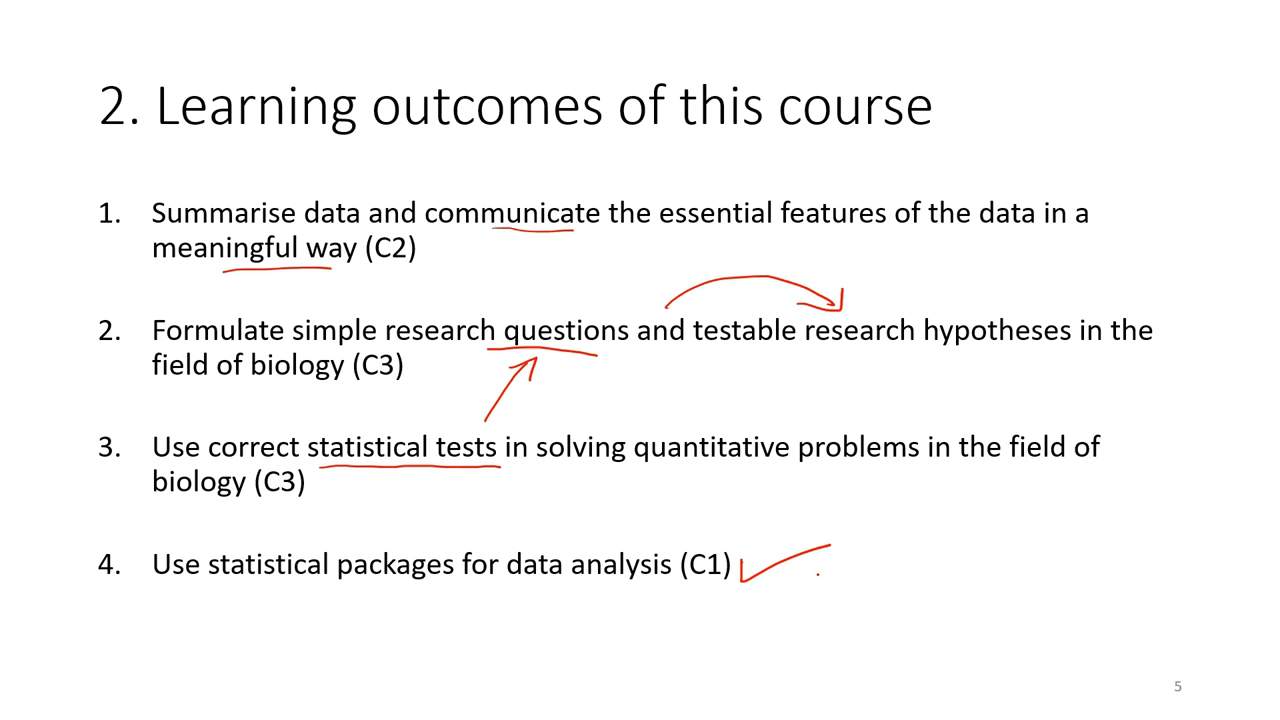 2. Learning outcomes of this course
1. Summarise data and communicate the essential features of the data in a
meaningful way (C2)
2. Formulate simple research questions and testable research hypotheses in the
field of biology (C3)
3. Use correct statistical tests in solving quantitative problems in the field of
biology (C3)
4. Use statistical packages for data analysis (C1)
5